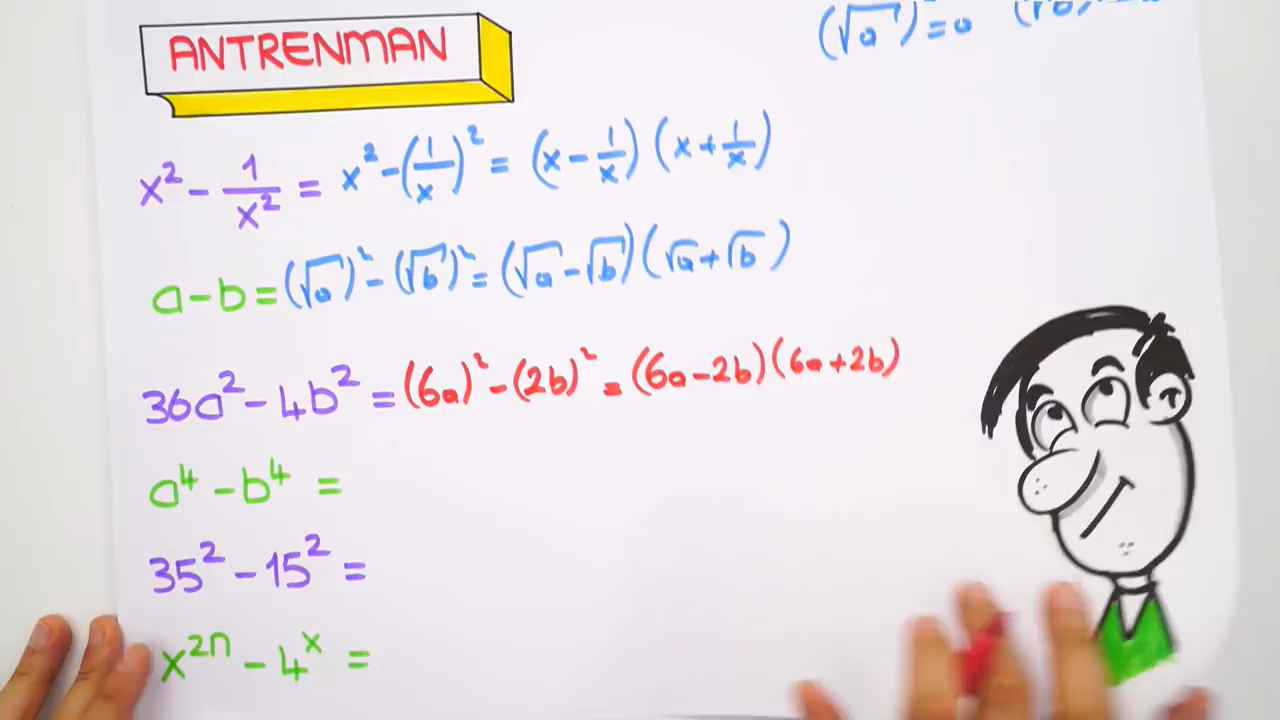 (√a)² = a
ANTRENMAN
x² - 1/x² = x² - (1/x)² = (x - 1/x) (x + 1/x)
a - b = (√a)² - (√b)² = (√a - √b) (√a + √b)
36a² - 4b² = (6a)² - (2b)² = (6a - 2b) (6a + 2b)
a⁴ - b⁴ =
35² - 15² =
x²ⁿ - 4ˣ =